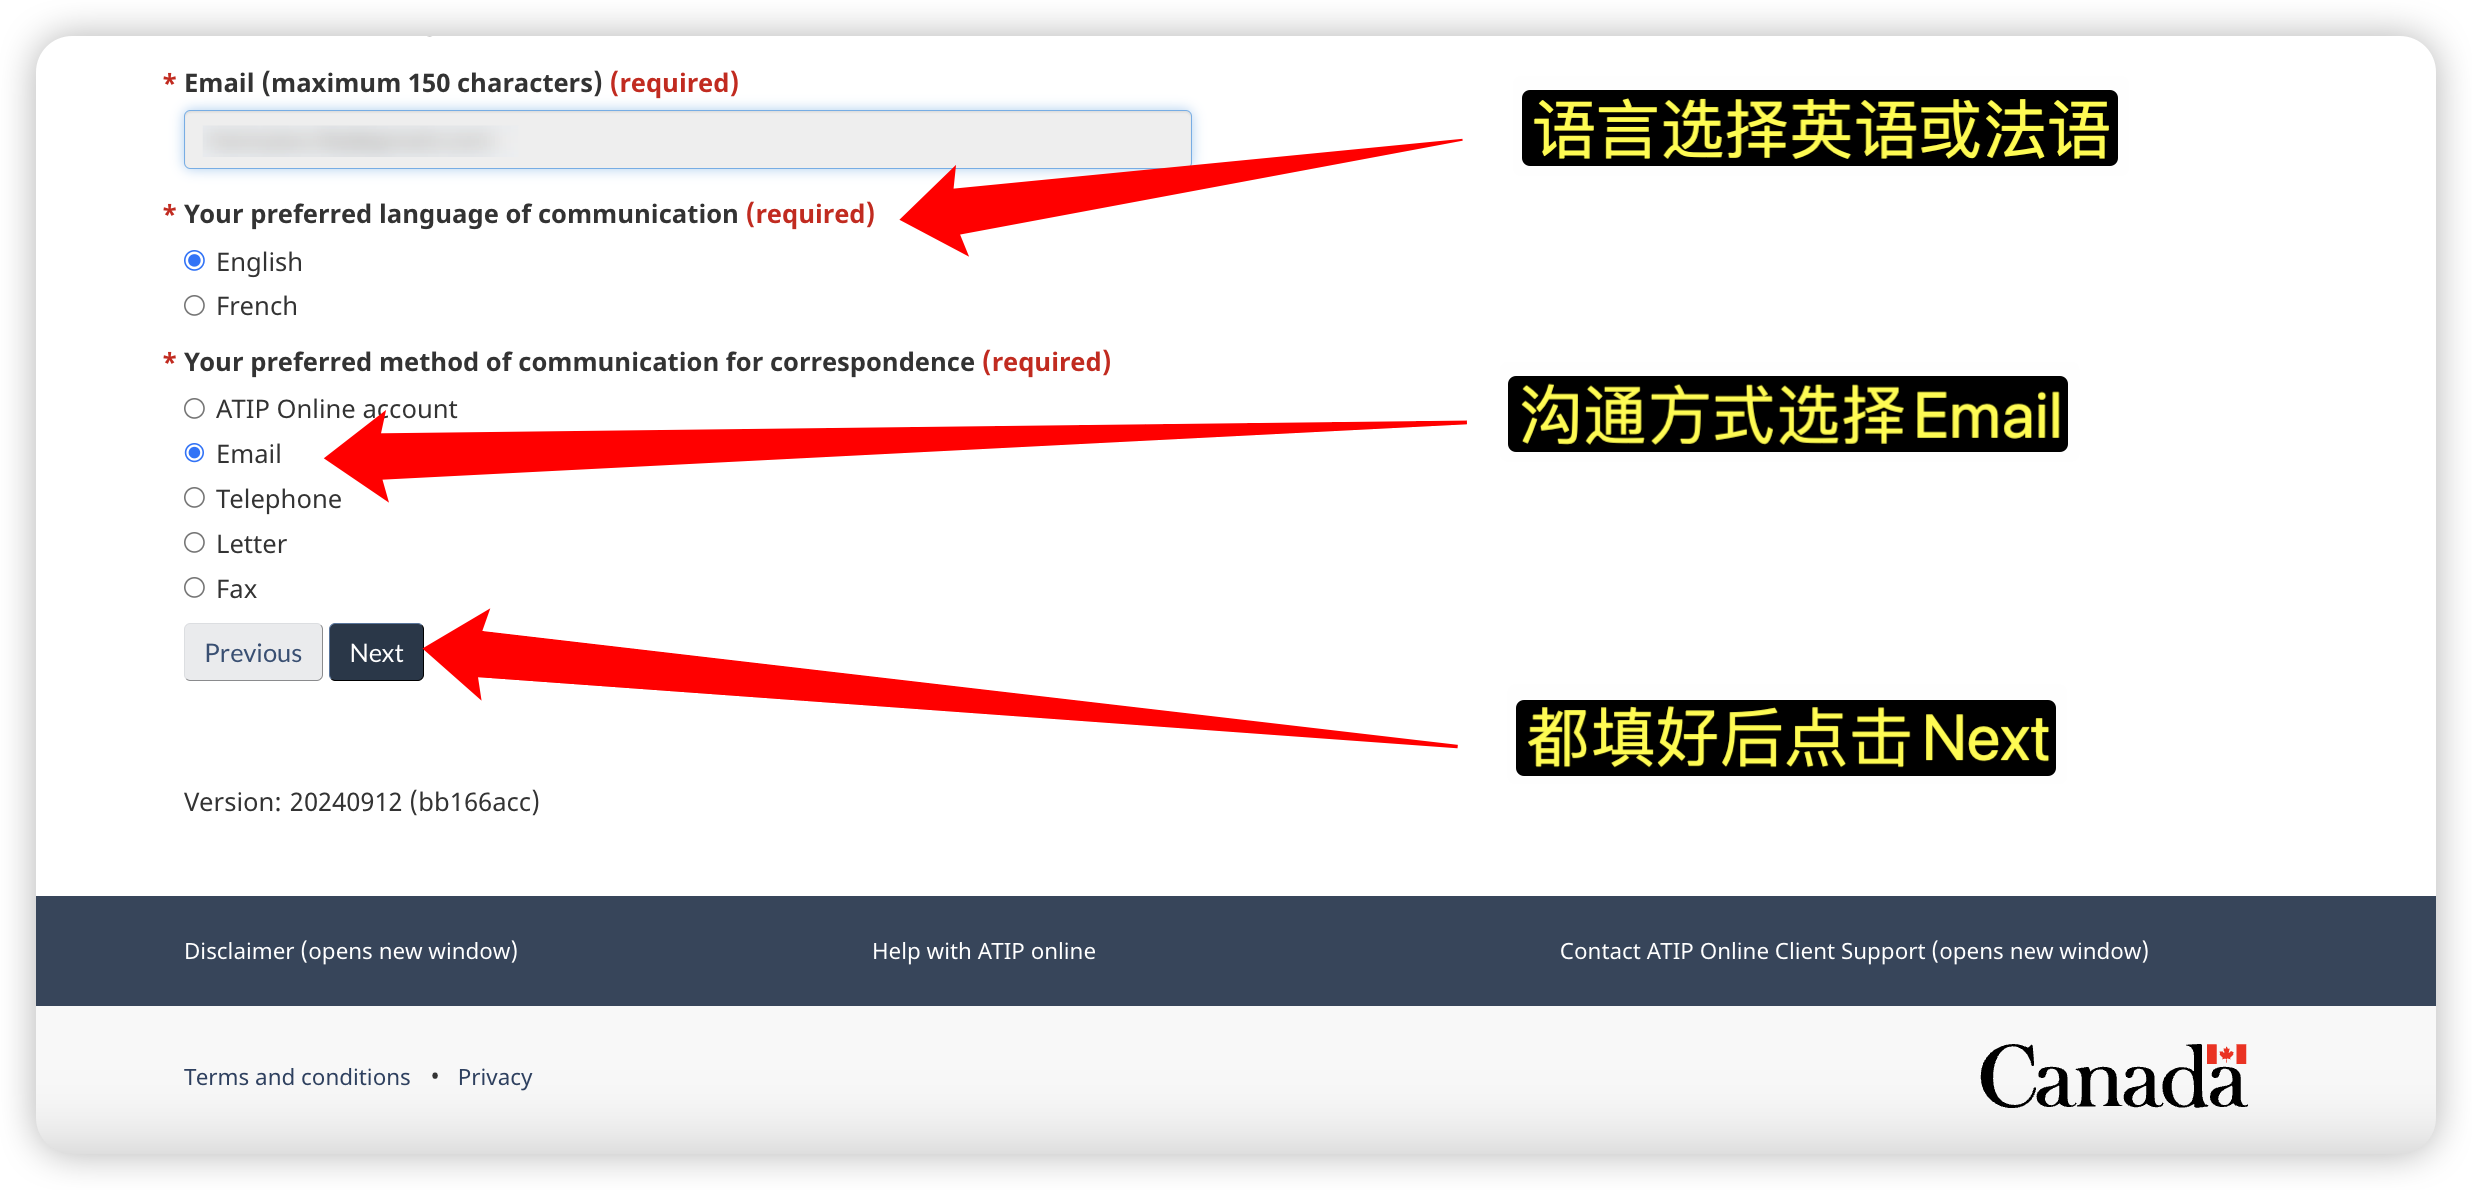 * Email (maximum 150 characters) (required)
语言选择英语或法语
* Your preferred language of communication (required)
English
French
* Your preferred method of communication for correspondence (required)
ATIP Online account
沟通方式选择Email
Email
Telephone
Letter
Fax
Previous Next
都填好后点击Next
Version: 20240912 (bb166acc)
Disclaimer (opens new window) Help with ATIP online Contact ATIP Online Client Support (opens new window)
Terms and conditions • Privacy
Canada